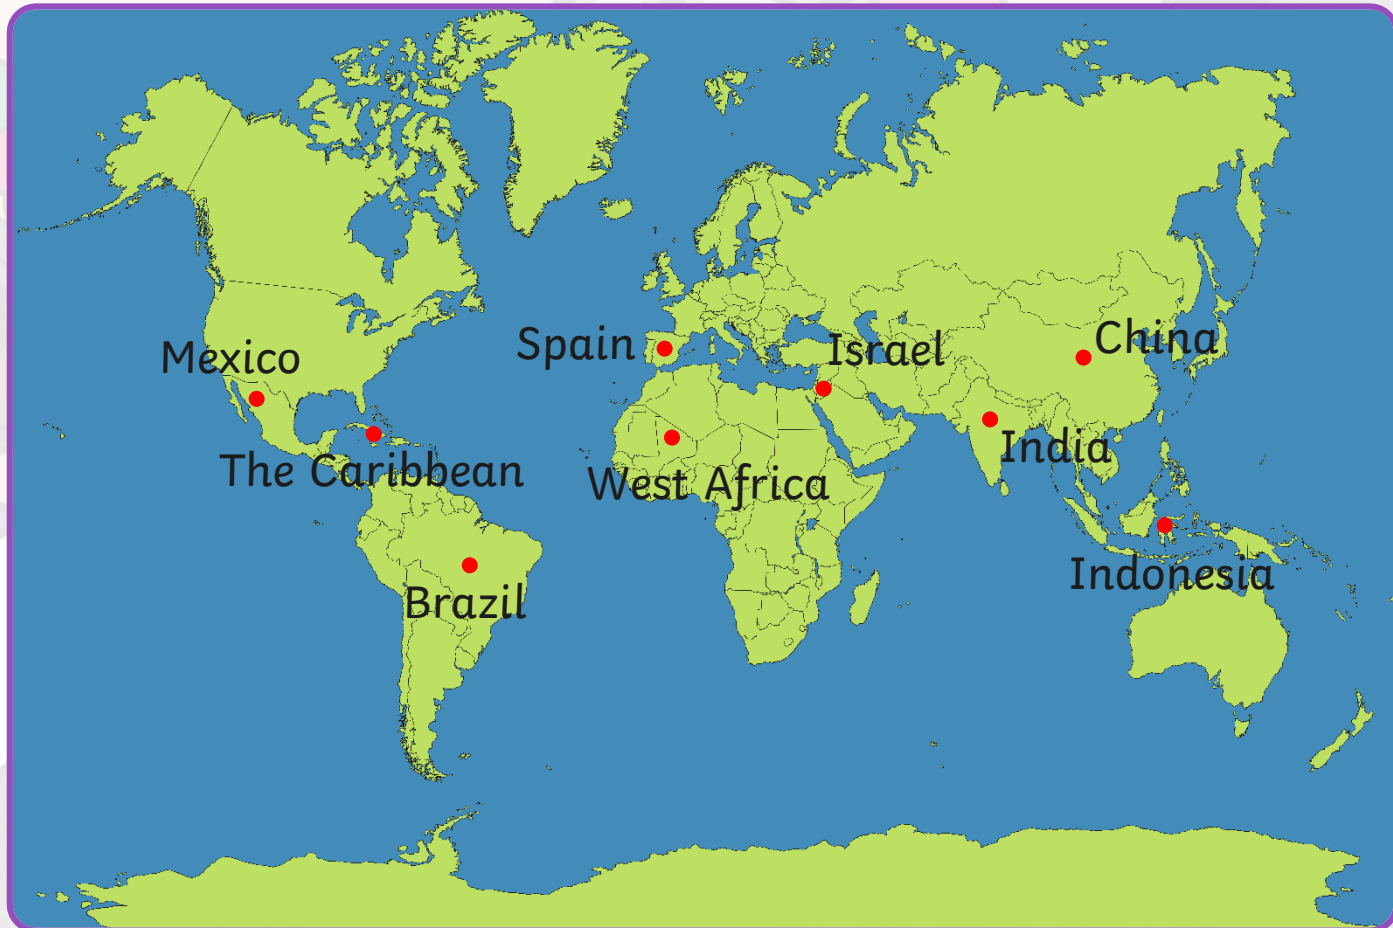 Mexico
Spain
Israel
China
The Caribbean
West Africa
India
Brazil
Indonesia